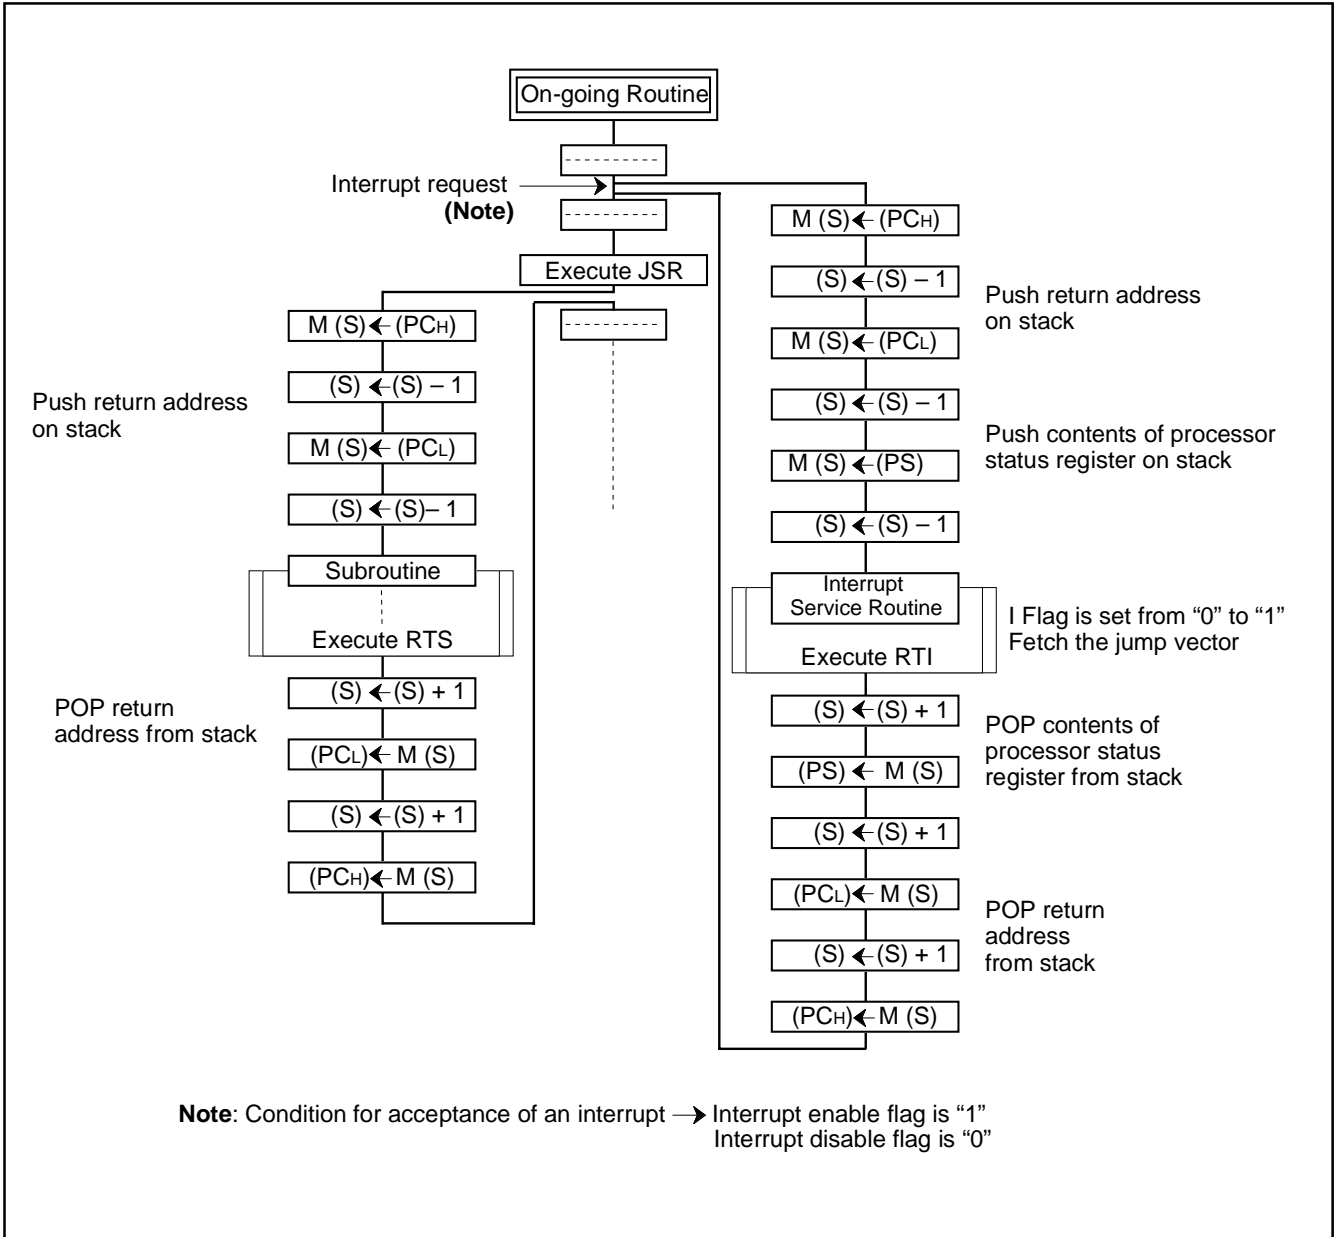 On-going Routine
Interrupt request
(Note)
Execute JSR
M (S) ← (PCH)
(S) ← (S) – 1
M (S) ← (PCL)
(S) ← (S)– 1
Push return address
on stack
Subroutine
Execute RTS
(S) ← (S) + 1
(PCL) ← M (S)
(S) ← (S) + 1
(PCH) ← M (S)
POP return
address from stack
M (S) ← (PCH)
(S) ← (S) – 1
M (S) ← (PCL)
(S) ← (S) – 1
M (S) ← (PS)
(S) ← (S) – 1
Push return address
on stack
Push contents of processor
status register on stack
Interrupt
Service Routine
Execute RTI
I Flag is set from “0” to “1”
Fetch the jump vector
(S) ← (S) + 1
(PS) ← M (S)
(S) ← (S) + 1
(PCL) ← M (S)
(S) ← (S) + 1
(PCH) ← M (S)
POP contents of
processor status
register from stack
POP return
address
from stack
Note: Condition for acceptance of an interrupt → Interrupt enable flag is “1”
Interrupt disable flag is “0”